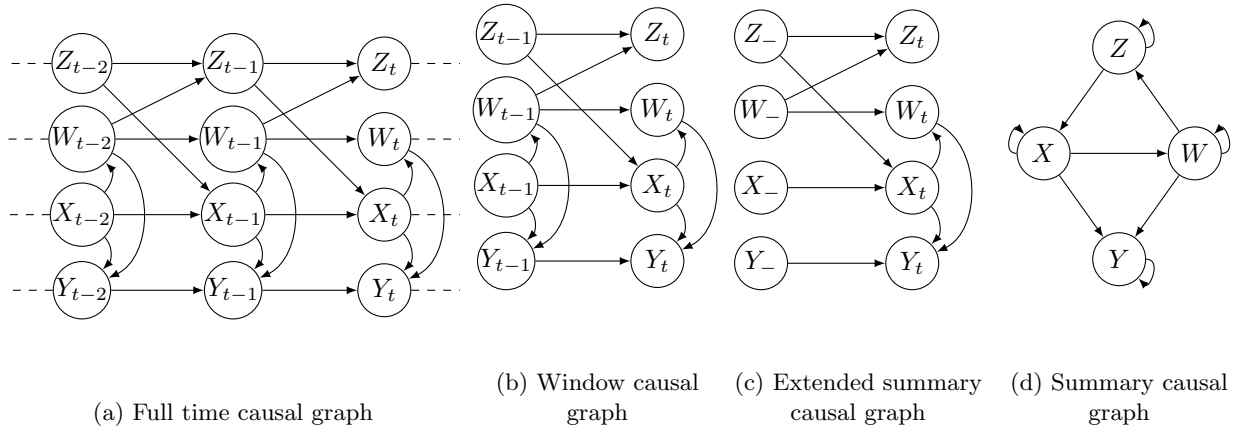 Z_{t−2} Z_{t−1} Z_t
W_{t−2} W_{t−1} W_t
X_{t−2} X_{t−1} X_t
Y_{t−2} Y_{t−1} Y_t
(a) Full time causal graph
Z_{t−1} Z_t
W_{t−1} W_t
X_{t−1} X_t
Y_{t−1} Y_t
(b) Window causal
graph
Z_− Z_t
W_− W_t
X_− X_t
Y_− Y_t
(c) Extended summary
causal graph
Z
X W
Y
(d) Summary causal
graph